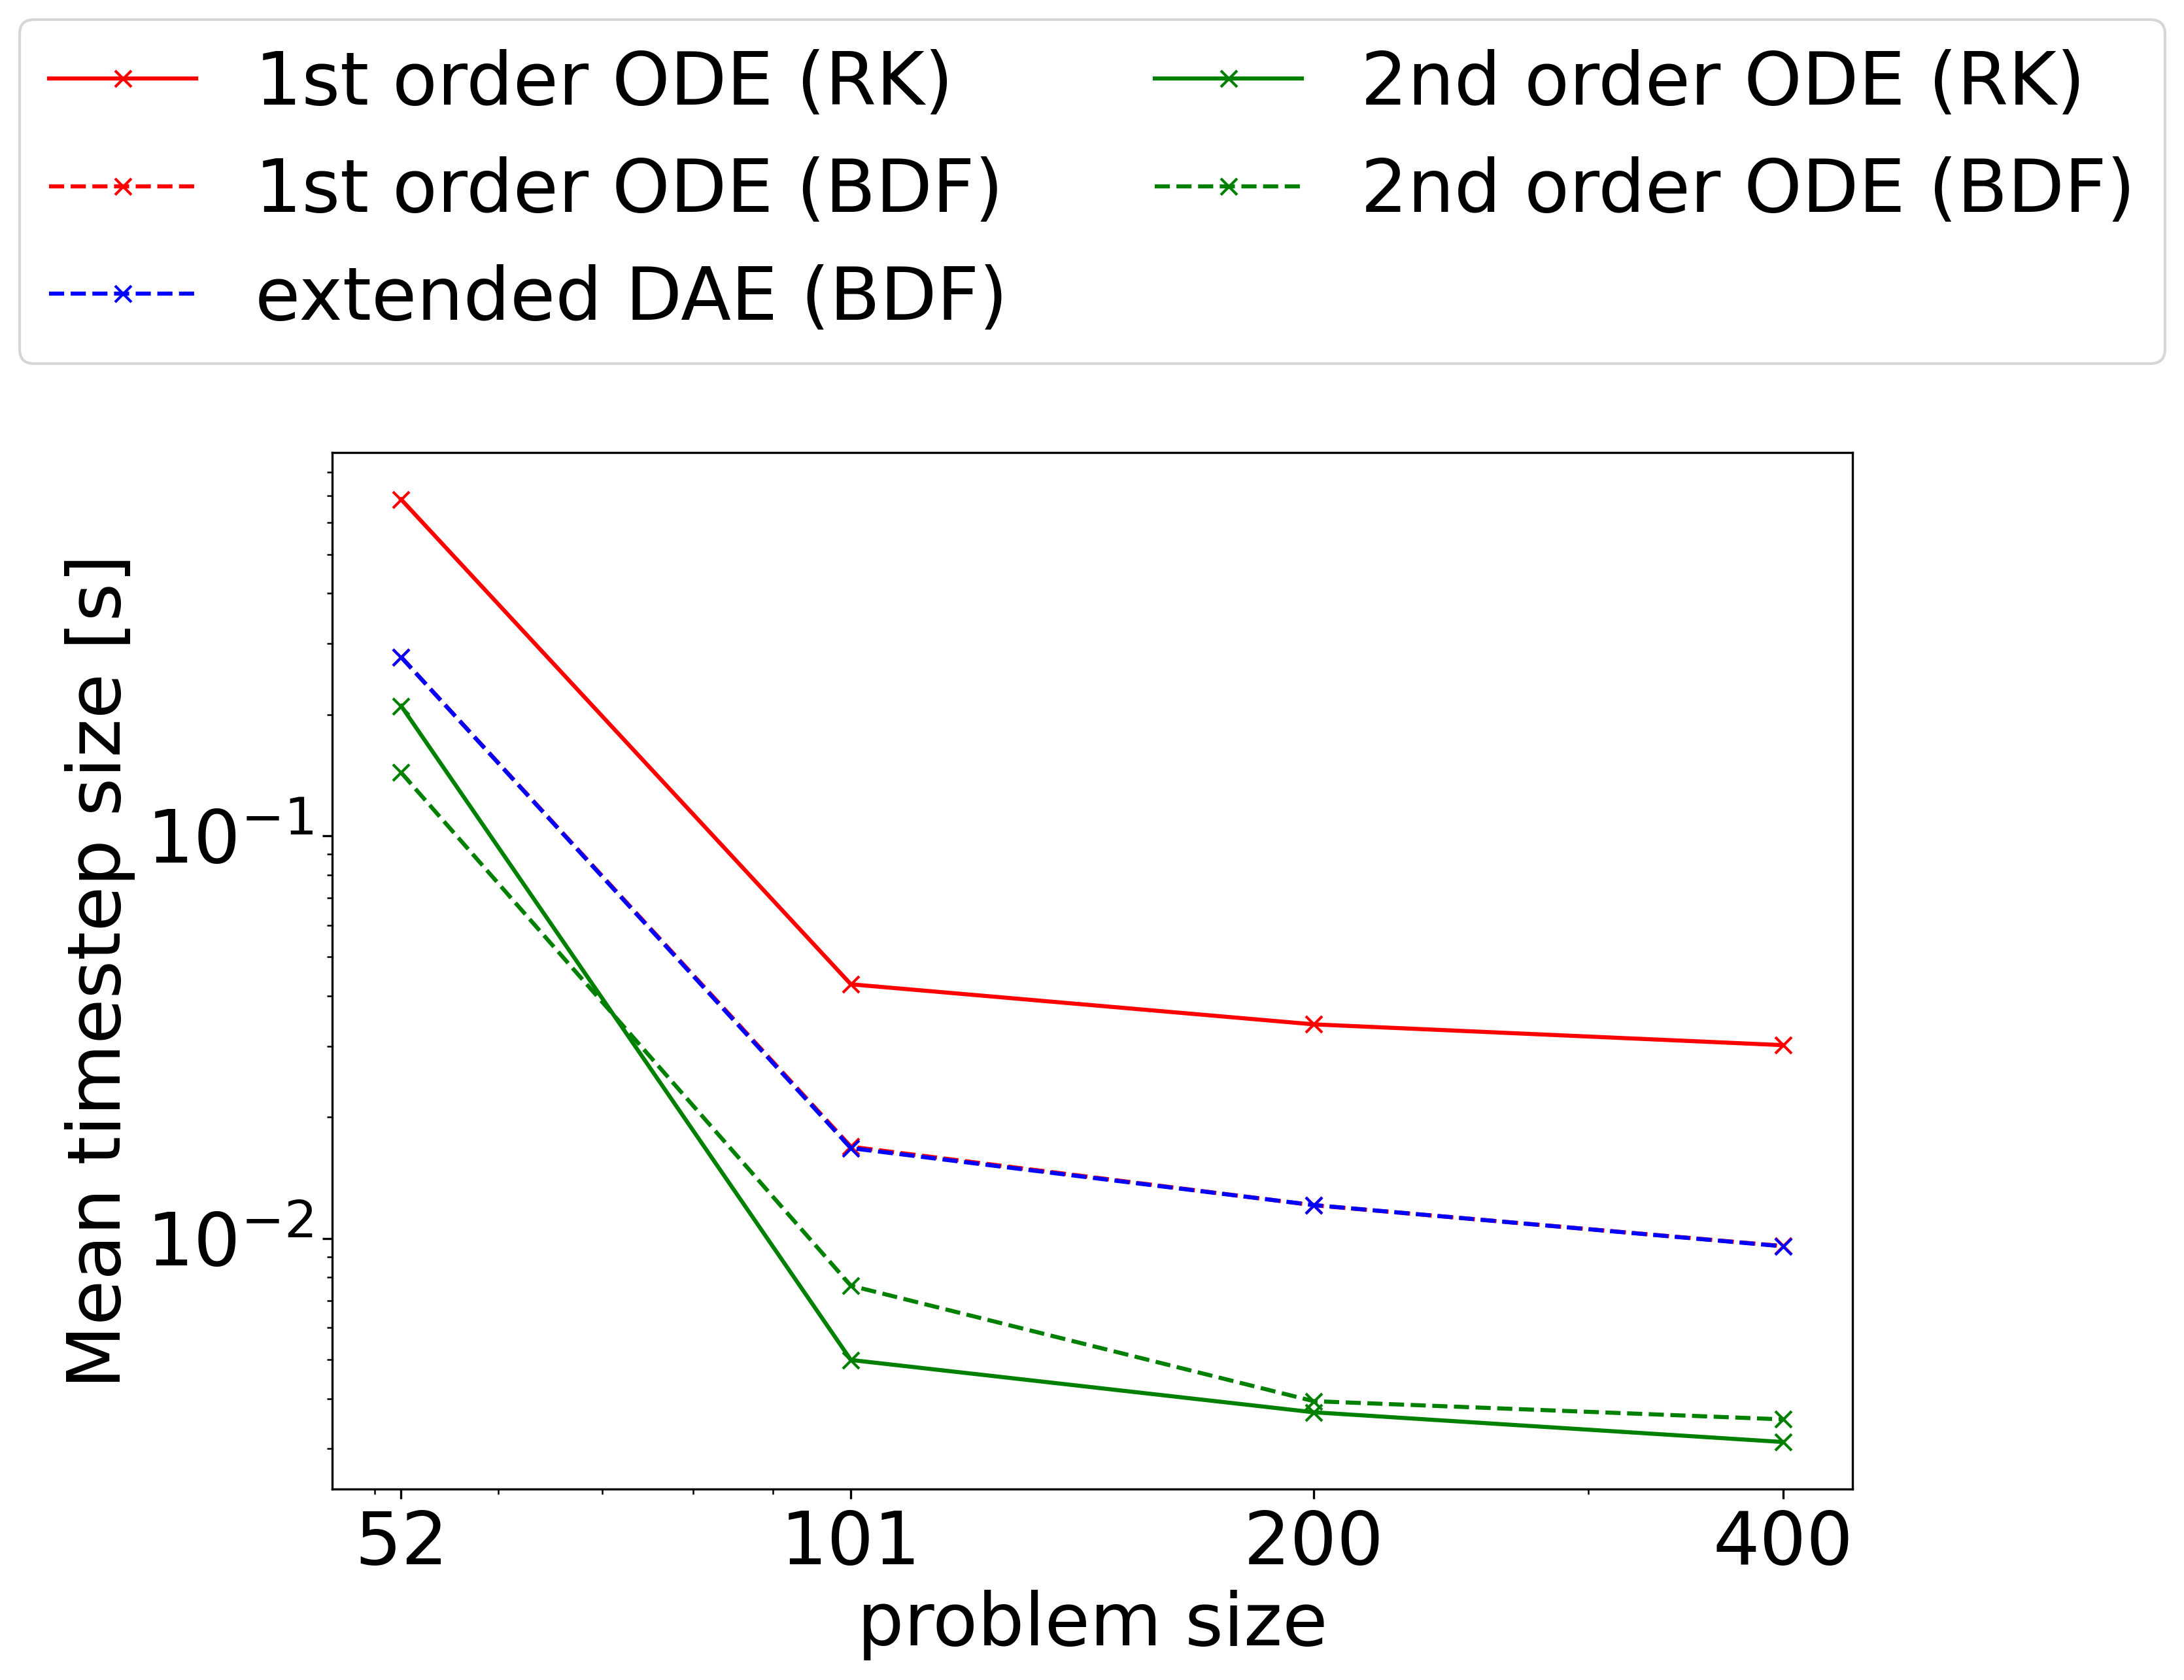 1st order ODE (RK)
1st order ODE (BDF)
extended DAE (BDF)
2nd order ODE (RK)
2nd order ODE (BDF)
Mean timestep size [s]
10⁻¹
10⁻²
52 101 200 400
problem size